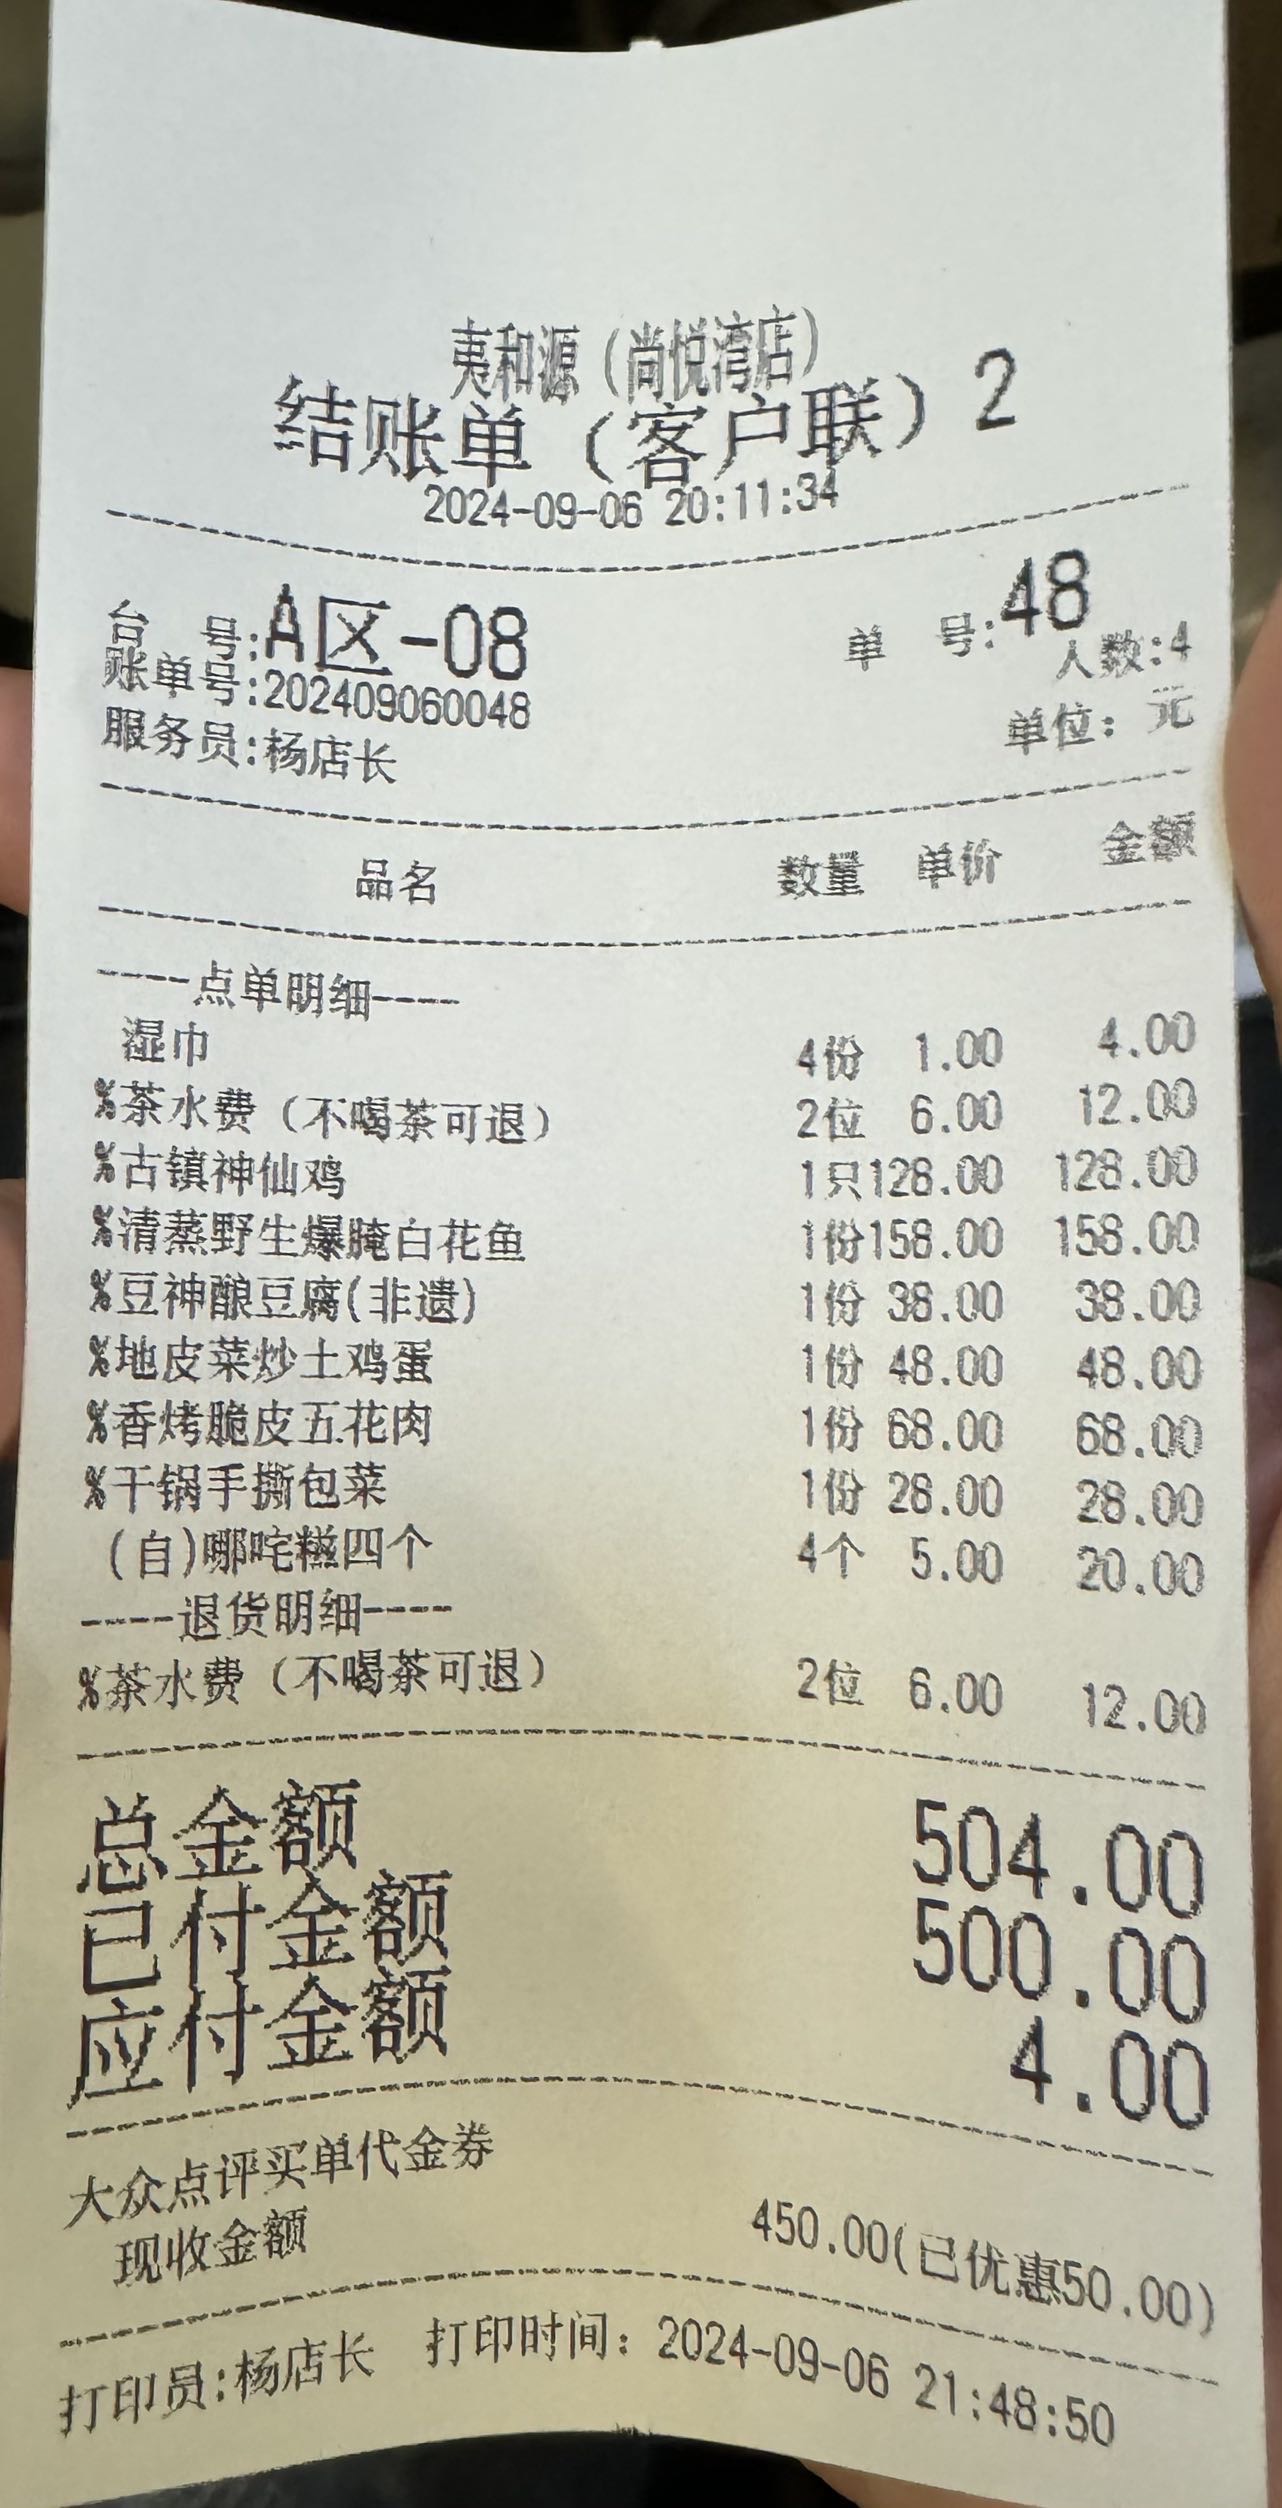 夷和源（尚悦湾店）
结账单（客户联）2
2024-09-06 20:11:34
台 号:A区-08 单 号:48
账单号:202409060048 人数:4
服务员:杨店长 单位：元
品名 数量 单价 金额
----点单明细----
湿巾 4份 1.00 4.00
%茶水费（不喝茶可退） 2位 6.00 12.00
%古镇神仙鸡 1只128.00 128.00
%清蒸野生爆腌白花鱼 1份158.00 158.00
%豆神酿豆腐(非遗) 1份 38.00 38.00
%地皮菜炒土鸡蛋 1份 48.00 48.00
%香烤脆皮五花肉 1份 68.00 68.00
%干锅手撕包菜 1份 28.00 28.00
(自)哪咤糍四个 4个 5.00 20.00
----退货明细----
%茶水费（不喝茶可退） 2位 6.00 12.00
总金额 504.00
已付金额 500.00
应付金额 4.00
大众点评买单代金券
现收金额 450.00(已优惠50.00)
打印员:杨店长 打印时间：2024-09-06 21:48:50